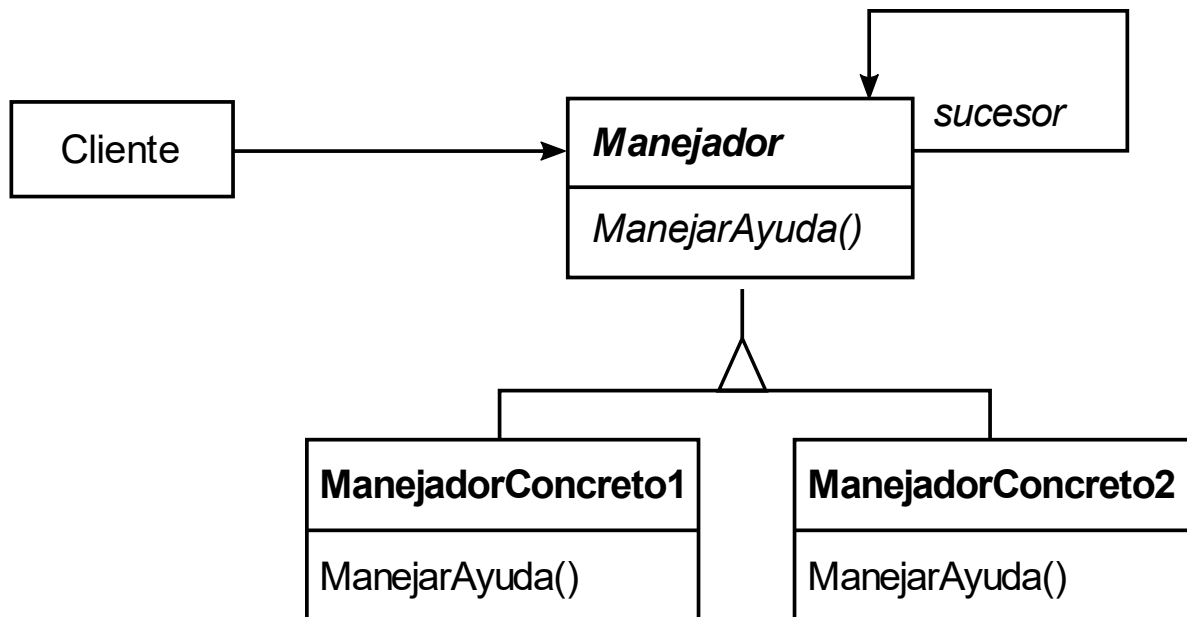 Cliente
sucesor
Manejador
ManejarAyuda()
ManejadorConcreto1
ManejarAyuda()
ManejadorConcreto2
ManejarAyuda()